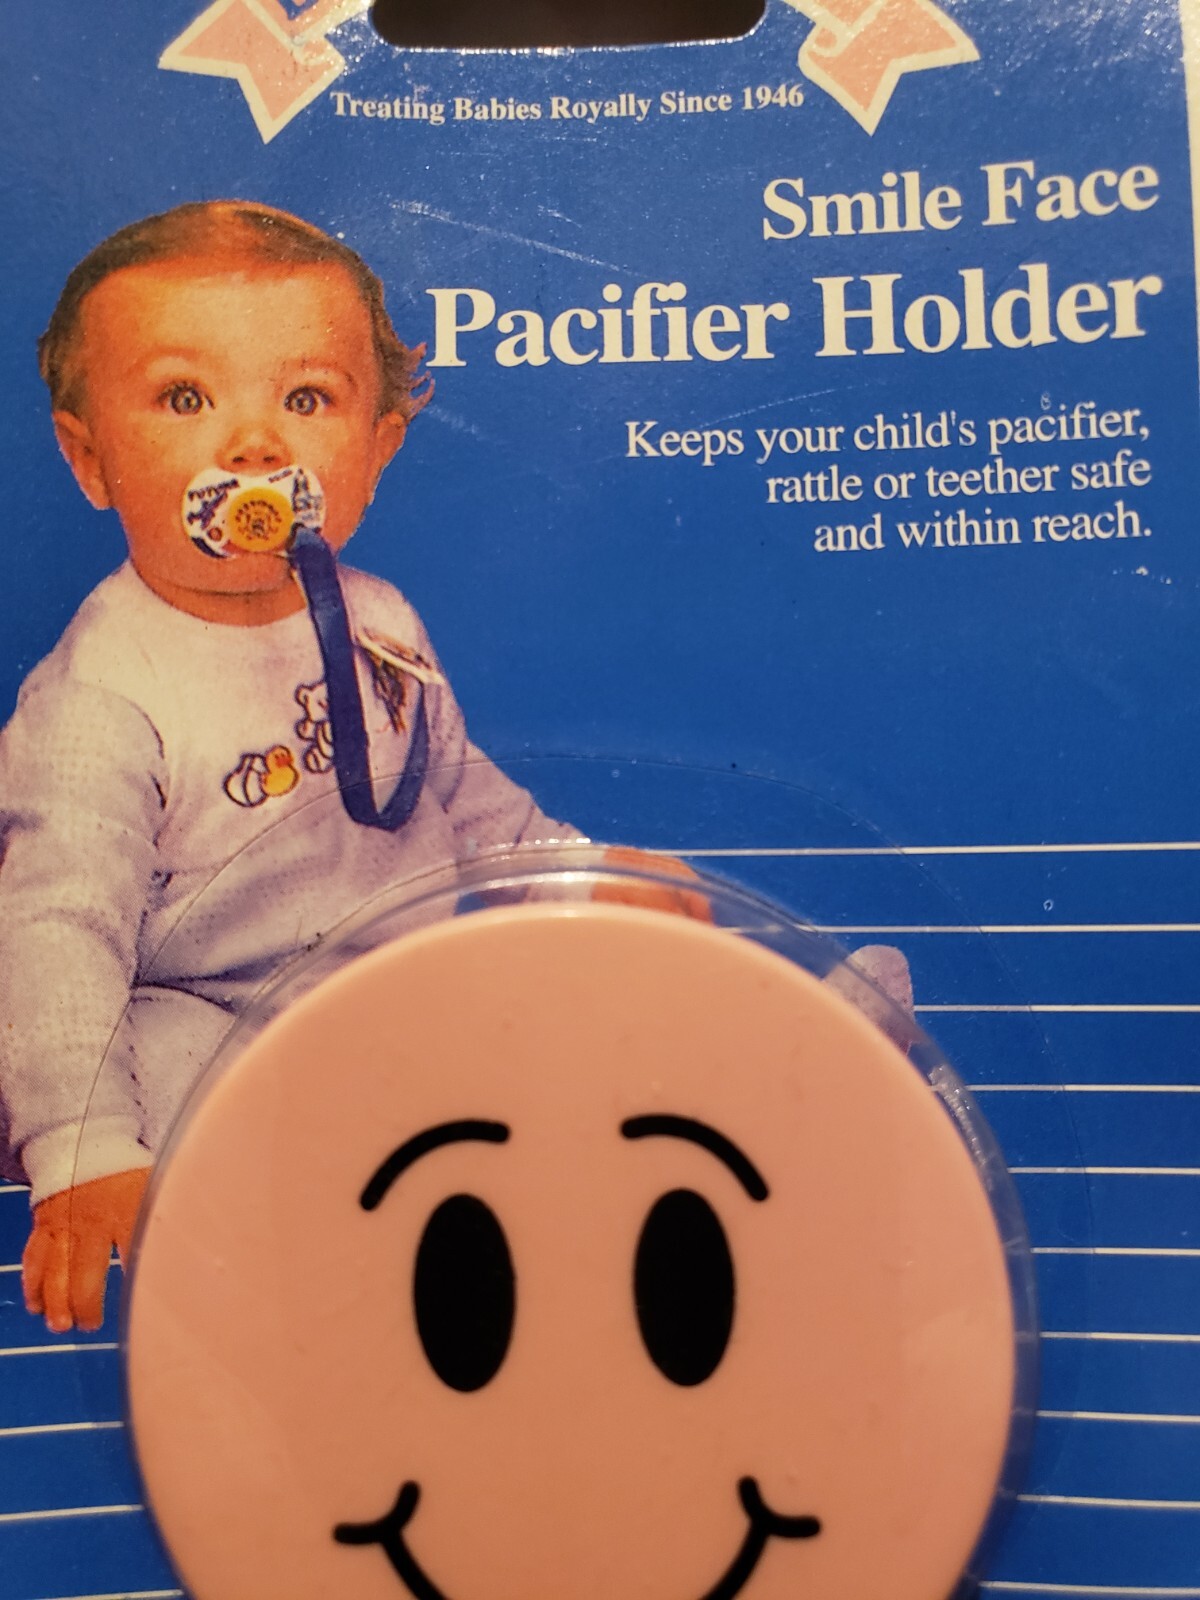 Treating Babies Royally Since 1946
Smile Face
Pacifier Holder
Keeps your child's pacifier,
rattle or teether safe
and within reach.